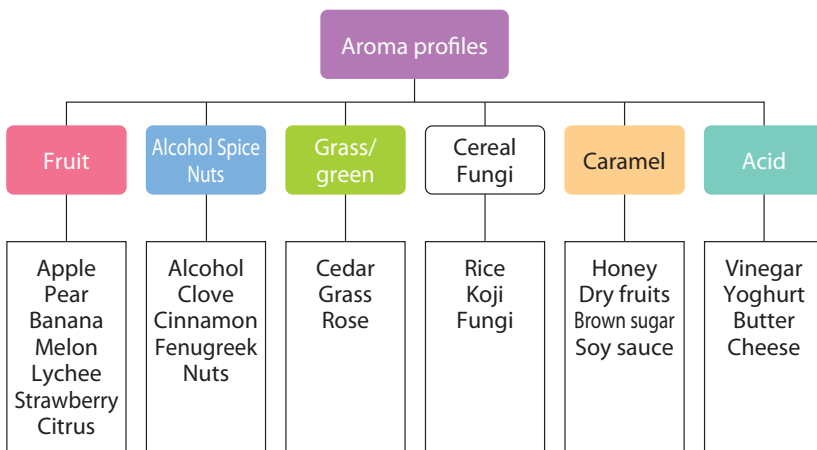 Aroma profiles
Fruit
Alcohol Spice
Nuts
Grass/
green
Cereal
Fungi
Caramel
Acid
Apple
Pear
Banana
Melon
Lychee
Strawberry
Citrus
Alcohol
Clove
Cinnamon
Fenugreek
Nuts
Cedar
Grass
Rose
Rice
Koji
Fungi
Honey
Dry fruits
Brown sugar
Soy sauce
Vinegar
Yoghurt
Butter
Cheese